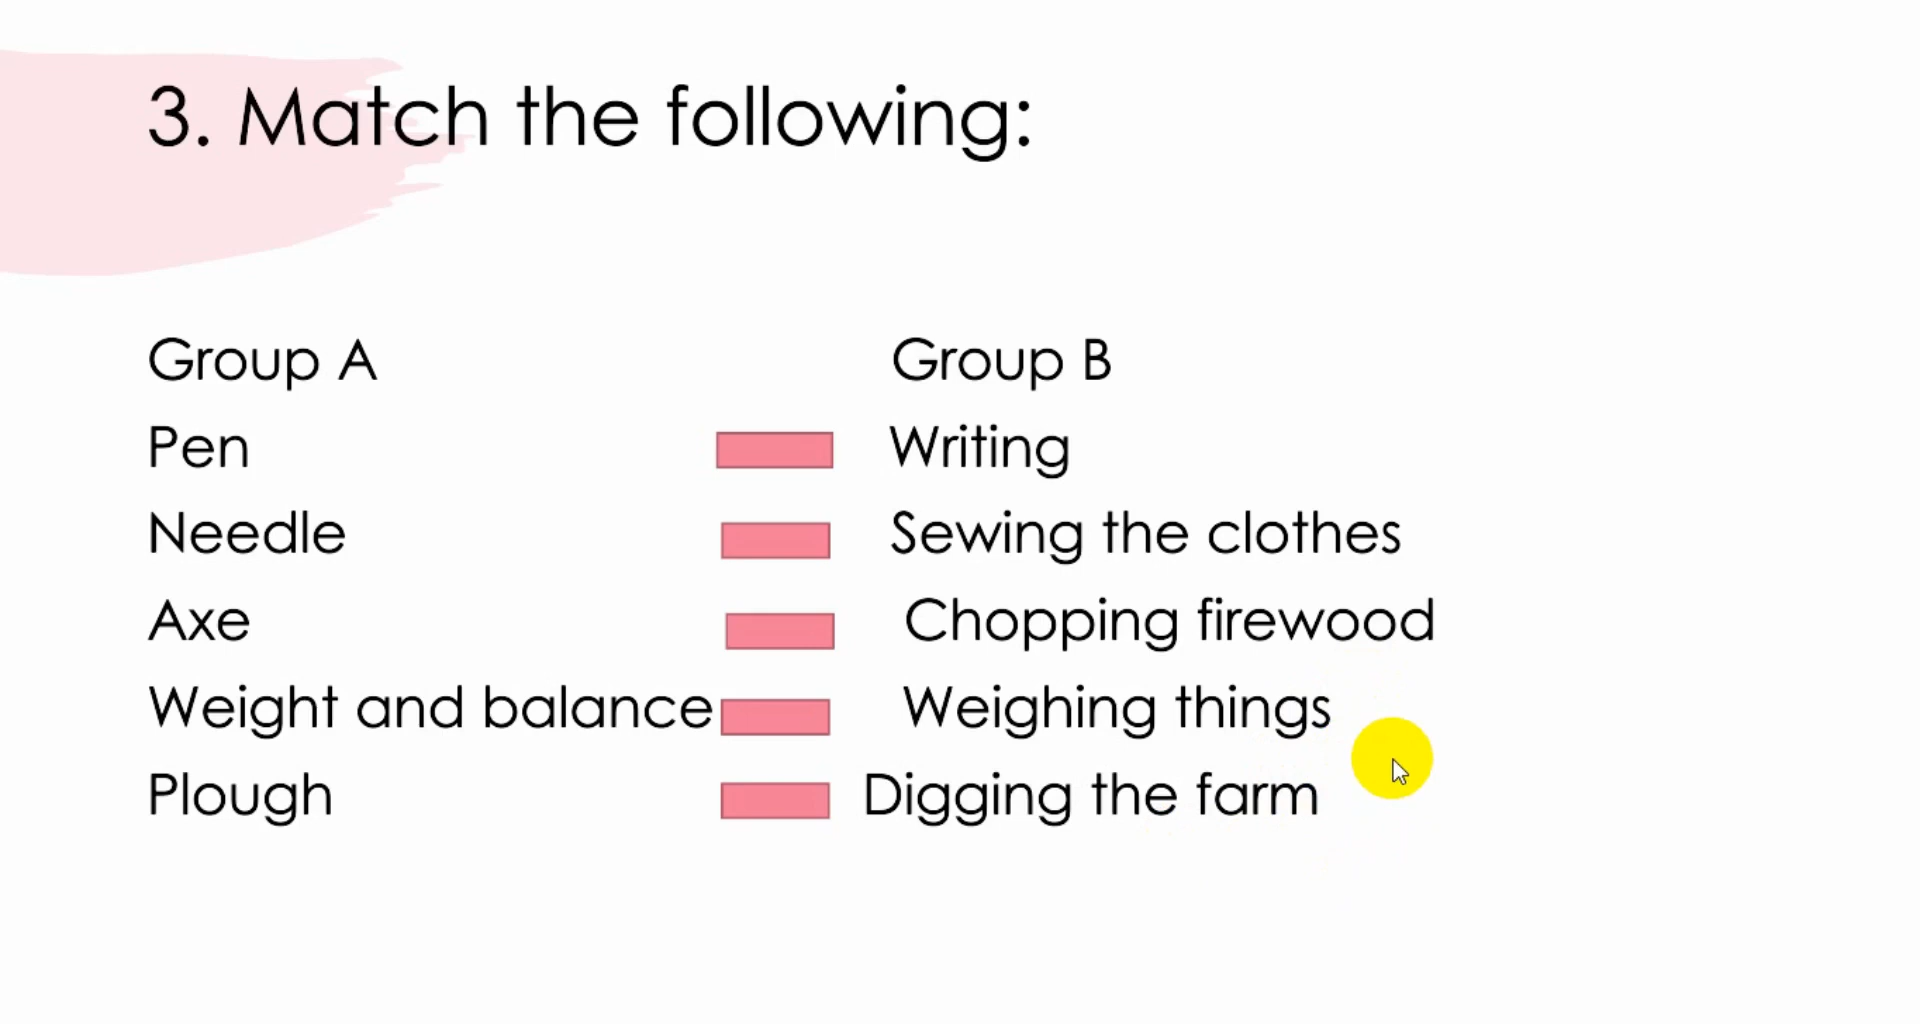 3. Match the following:
Group A Group B
Pen Writing
Needle Sewing the clothes
Axe Chopping firewood
Weight and balance Weighing things
Plough Digging the farm